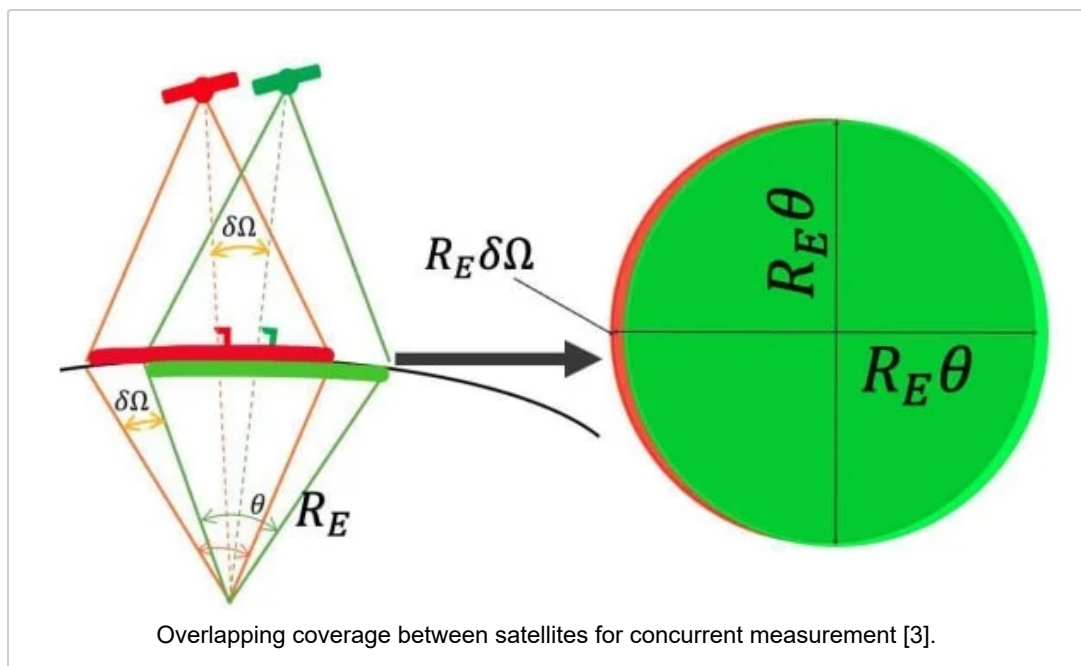 δΩ
R_Eθ
R_EδΩ
R_Eθ
δΩ
θ
R_E
Overlapping coverage between satellites for concurrent measurement [3].